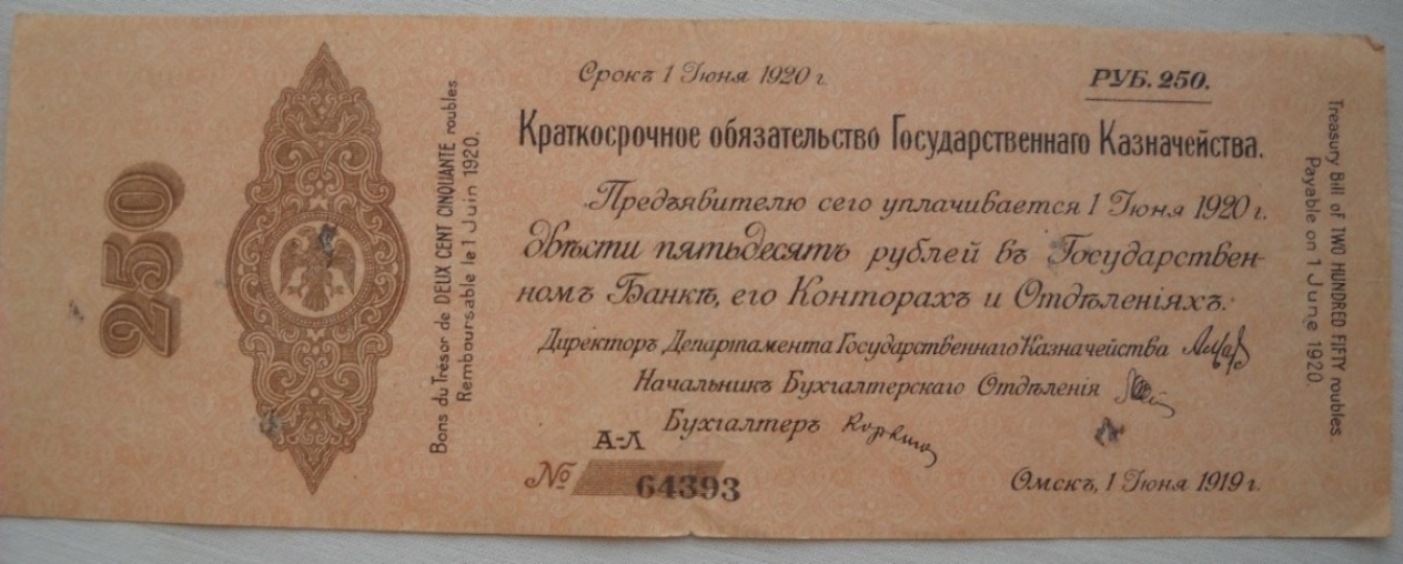 250
Bons du Trésor de DEUX CENT CINQUANTE roubles
Remboursable le 1 Juin 1920.
Срокъ 1 Іюня 1920 г.
РУБ. 250.
Краткосрочное обязательство Государственнаго Казначейства.
Предъявителю сего уплачивается 1 Іюня 1920 г.
двѣсти пятьдесятъ рублей въ Государствен-
номъ Банкѣ, его Конторахъ и Отдѣленіяхъ.
Директоръ Департамента Государственнаго Казначейства
Начальникъ Бухгалтерскаго Отдѣленія
Бухгалтеръ
А-Л
№ 64393
Омскъ, 1 Іюня 1919 г.
Treasury Bill of TWO HUNDRED FIFTY roubles.
Payable on 1 June 1920.